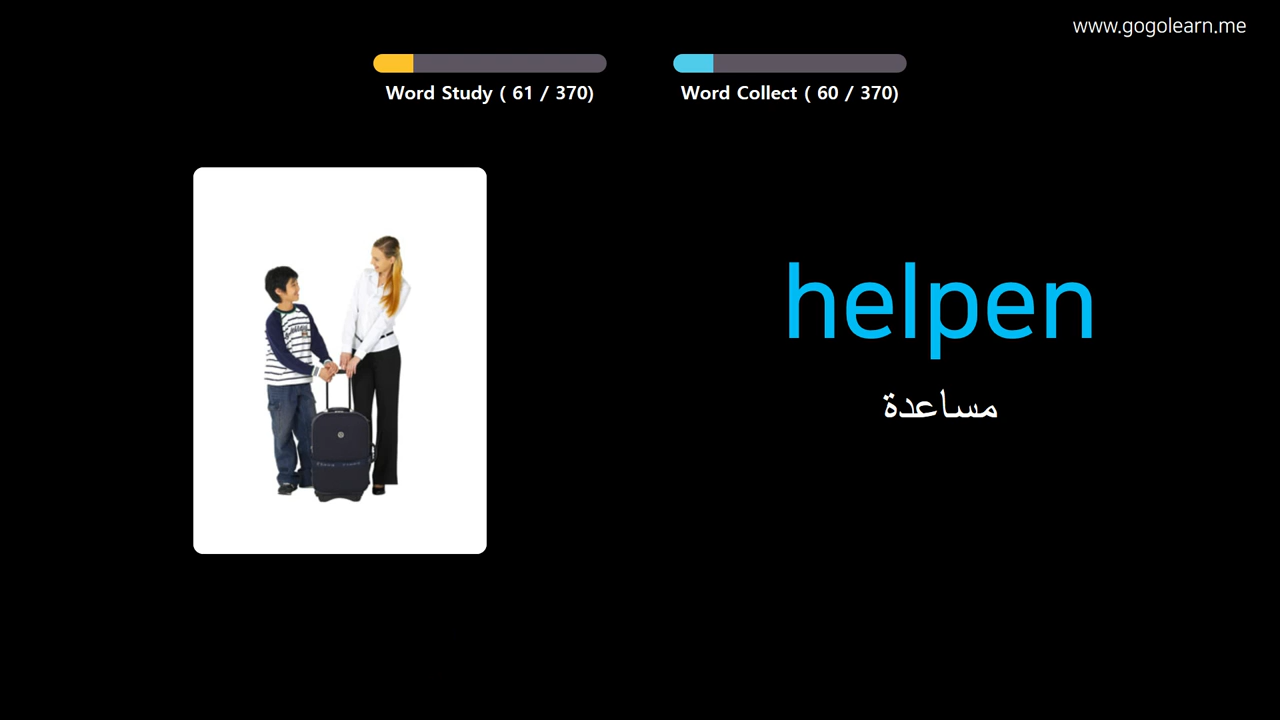 www.gogolearn.me
Word Study ( 61 / 370)
Word Collect ( 60 / 370)
helpen
مساعدة